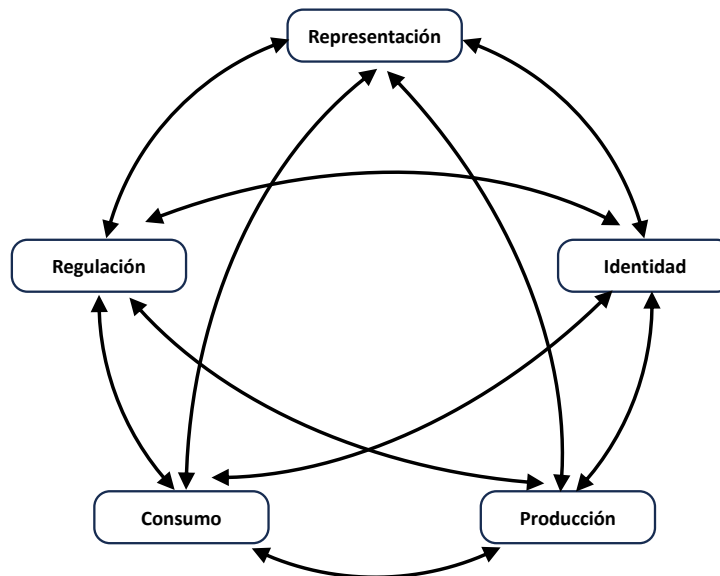 Representación
Regulación
Identidad
Consumo
Producción